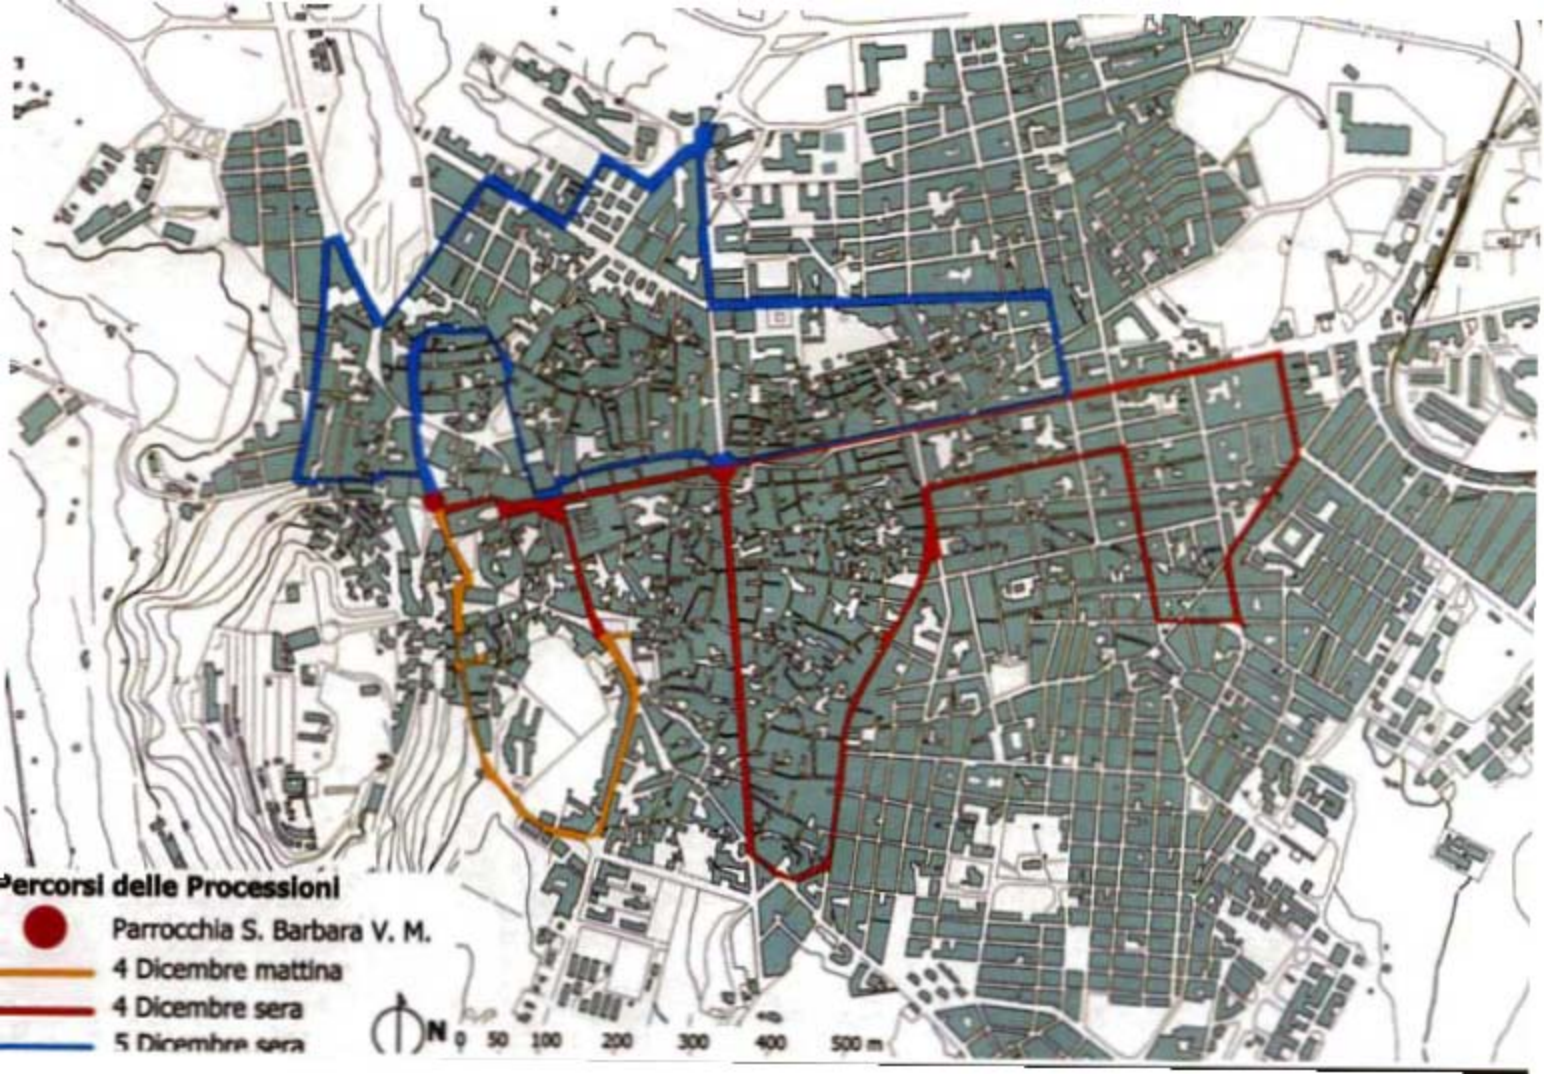 Percorsi delle Processioni
Parrocchia S. Barbara V. M.
4 Dicembre mattina
4 Dicembre sera
5 Dicembre sera
N 0 50 100 200 300 400 500 m